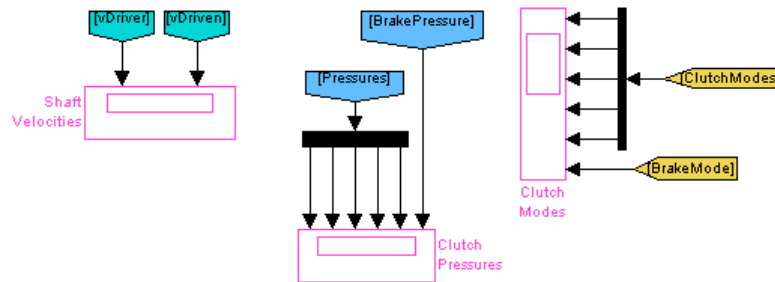 [vDriver]
[vDriven]
Shaft
Velocities
[BrakePressure]
[Pressures]
Clutch
Pressures
[ClutchModes
[BrakeMode]
Clutch
Modes